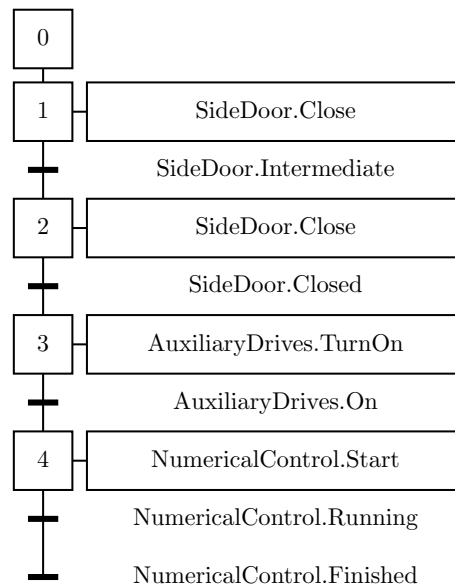 0
1 SideDoor.Close
SideDoor.Intermediate
2 SideDoor.Close
SideDoor.Closed
3 AuxiliaryDrives.TurnOn
AuxiliaryDrives.On
4 NumericalControl.Start
NumericalControl.Running
NumericalControl.Finished